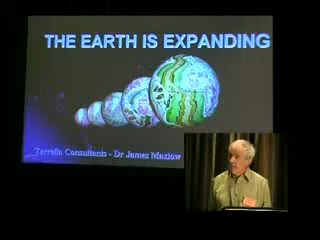 THE EARTH IS EXPANDING
Terrella Consultants - Dr James Maxlow